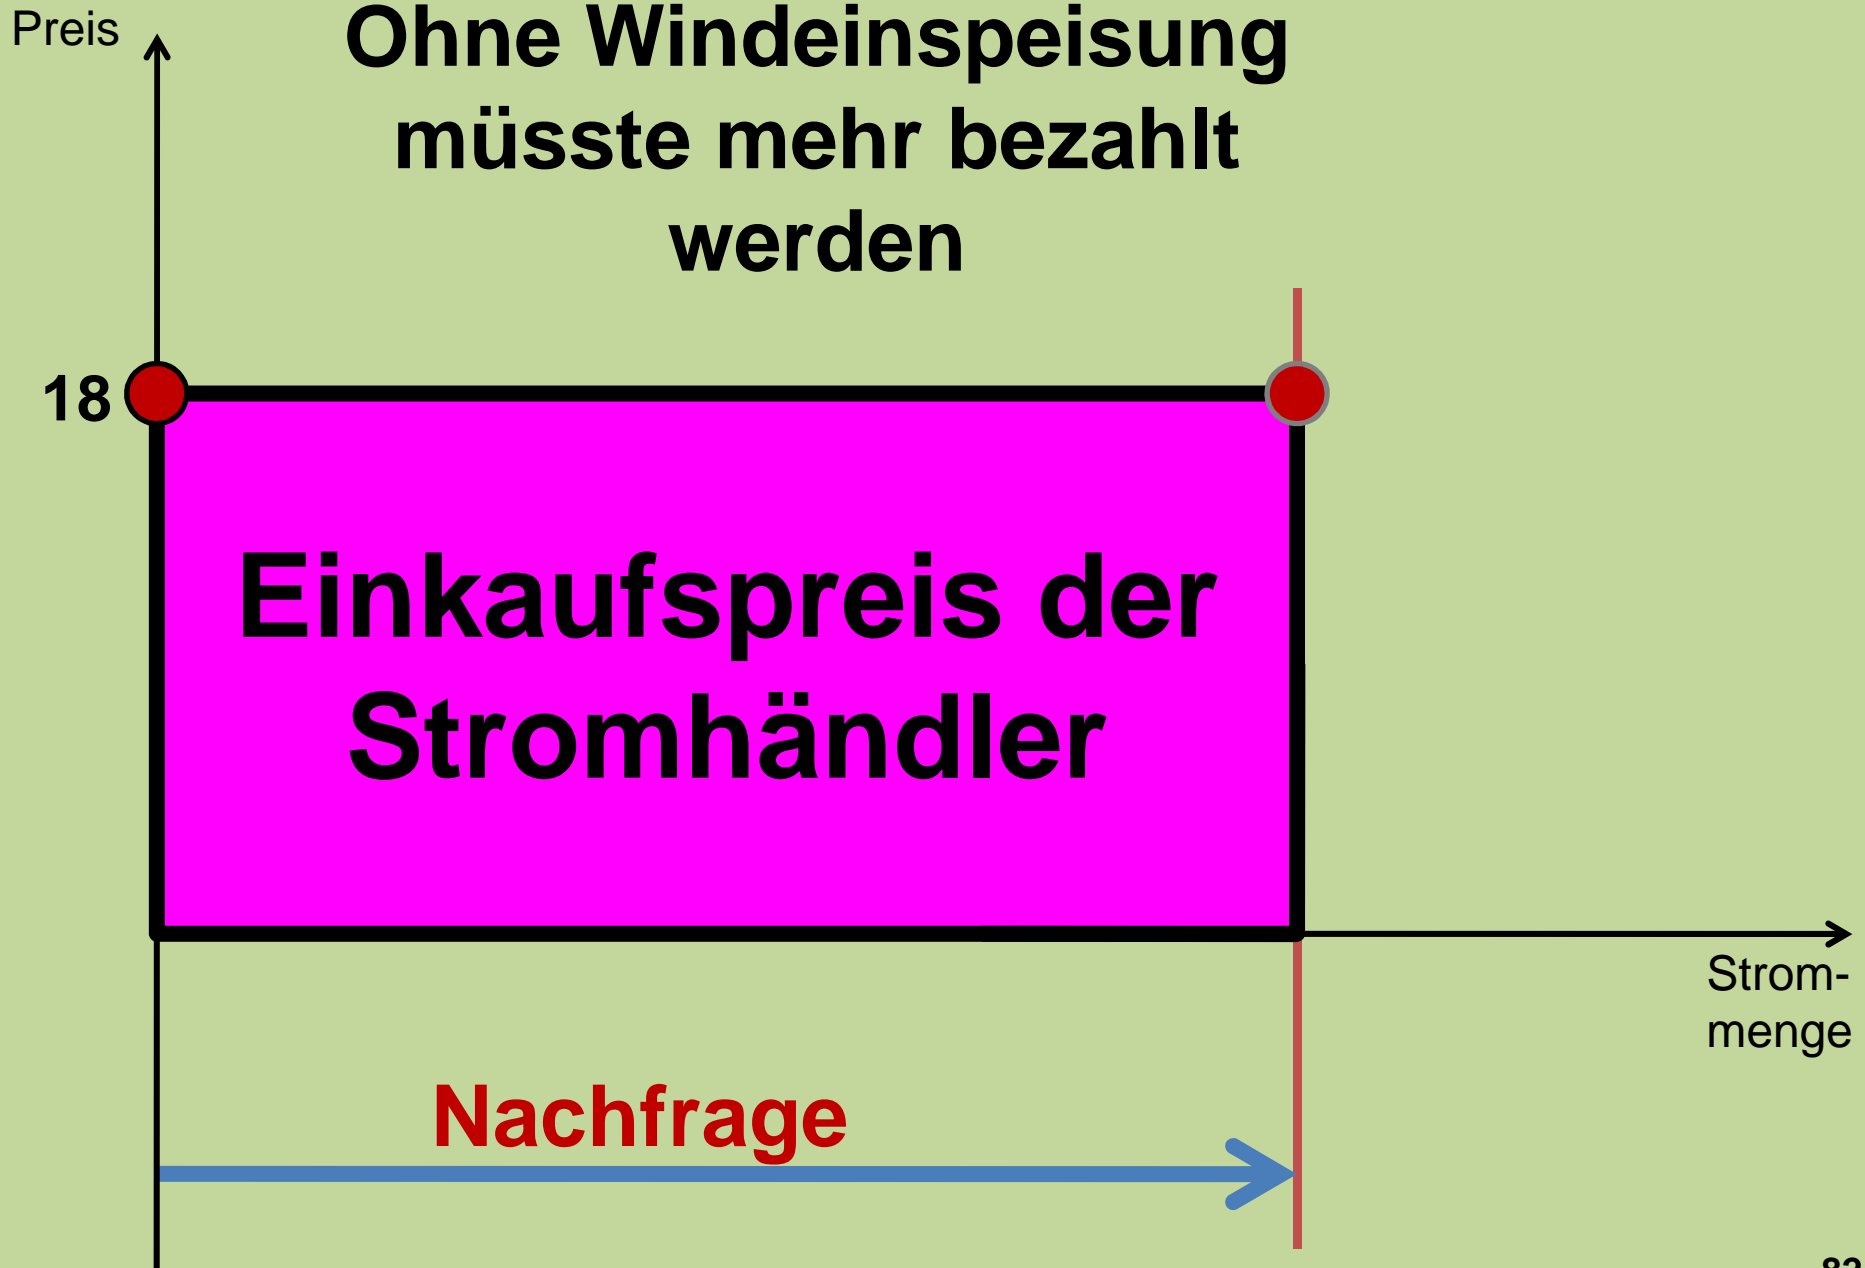 Preis
Ohne Windeinspeisung
müsste mehr bezahlt
werden
18
Einkaufspreis der
Stromhändler
Strom-
menge
Nachfrage